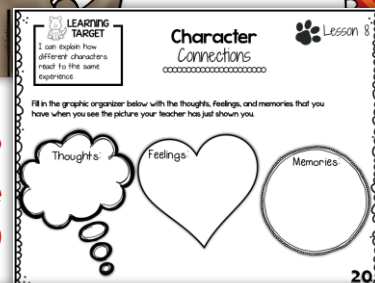 LEARNING
TARGET
I can explain how
different characters
react to the same
experience.
Character
Connections
Lesson 8
Fill in the graphic organizer below with the thoughts, feelings, and memories that you
have when you see the picture your teacher has just shown you.
Thoughts:
Feelings:
Memories:
20